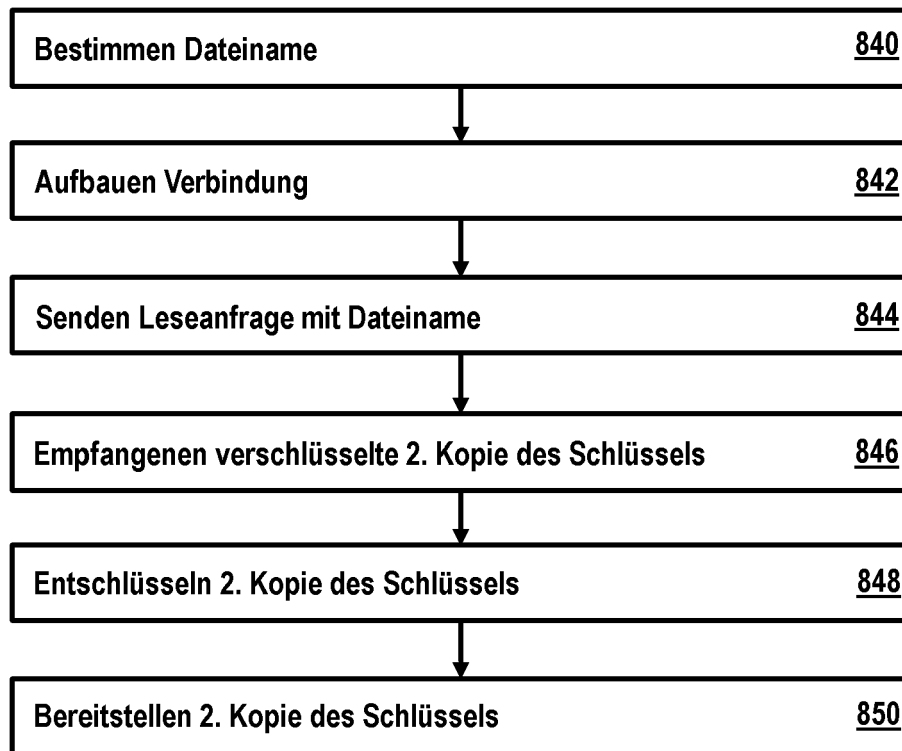 Bestimmen Dateiname 840
Aufbauen Verbindung 842
Senden Leseanfrage mit Dateiname 844
Empfangenen verschlüsselte 2. Kopie des Schlüssels 846
Entschlüsseln 2. Kopie des Schlüssels 848
Bereitstellen 2. Kopie des Schlüssels 850